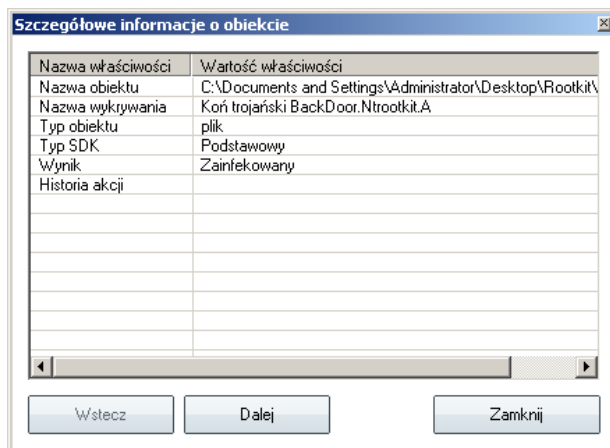 Szczegółowe informacje o obiekcie
Nazwa właściwości Wartość właściwości
Nazwa obiektu C:\Documents and Settings\Administrator\Desktop\Rootkit\
Nazwa wykrywania Koń trojański BackDoor.Ntrootkit.A
Typ obiektu plik
Typ SDK Podstawowy
Wynik Zainfekowany
Historia akcji
Wstecz Dalej Zamknij